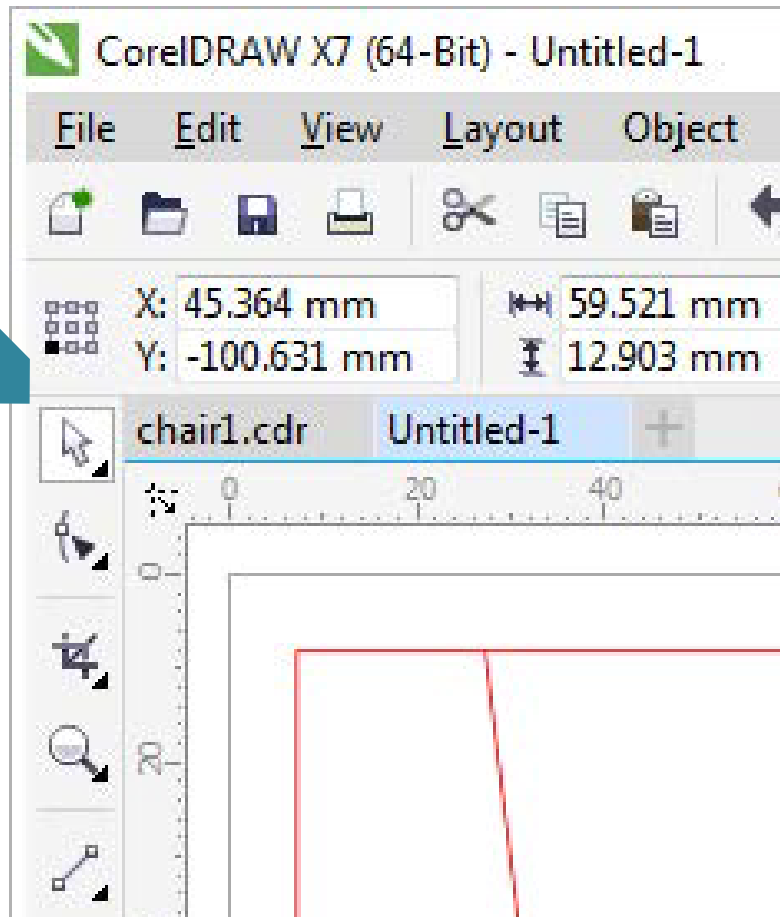 CorelDRAW X7 (64-Bit) - Untitled-1
File Edit View Layout Object
X: 45.364 mm 59.521 mm
Y: -100.631 mm 12.903 mm
chair1.cdr Untitled-1
0 20 40
0
20